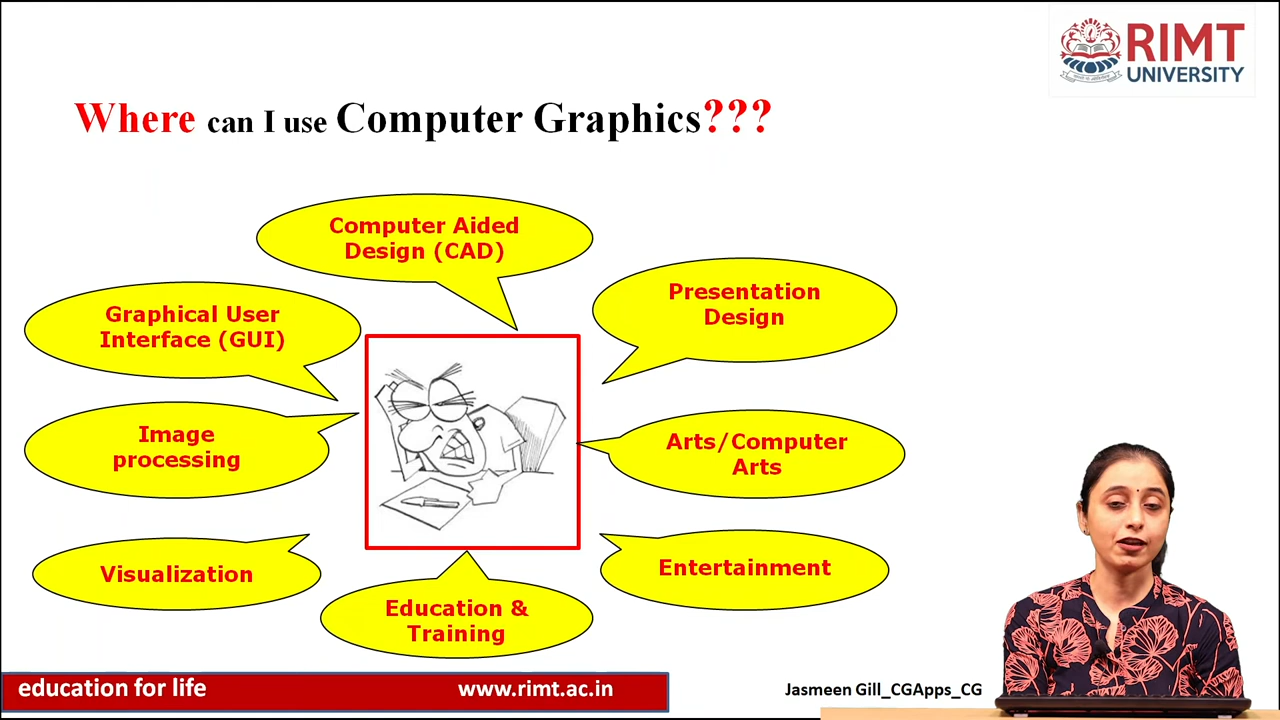 RIMT
UNIVERSITY
Where can I use Computer Graphics???
Computer Aided
Design (CAD)
Presentation
Design
Graphical User
Interface (GUI)
Image
processing
Arts/Computer
Arts
Visualization
Entertainment
Education &
Training
education for life
www.rimt.ac.in
Jasmeen Gill_CGApps_CG